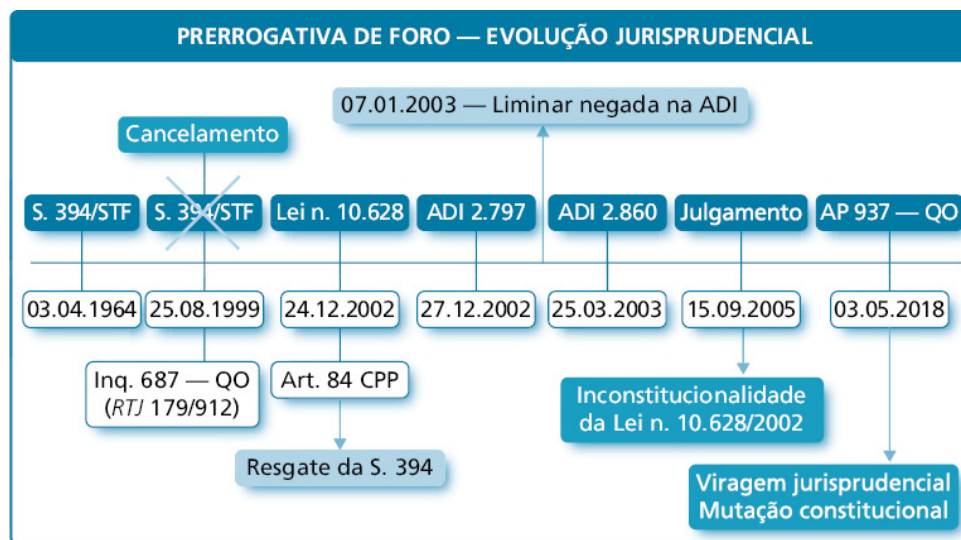 PRERROGATIVA DE FORO — EVOLUÇÃO JURISPRUDENCIAL
07.01.2003 — Liminar negada na ADI
Cancelamento
S. 394/STF
S. 394/STF
Lei n. 10.628
ADI 2.797
ADI 2.860
Julgamento
AP 937 — QO
03.04.1964
25.08.1999
24.12.2002
27.12.2002
25.03.2003
15.09.2005
03.05.2018
Inq. 687 — QO
(RTJ 179/912)
Art. 84 CPP
Inconstitucionalidade
da Lei n. 10.628/2002
Resgate da S. 394
Viragem jurisprudencial
Mutação constitucional